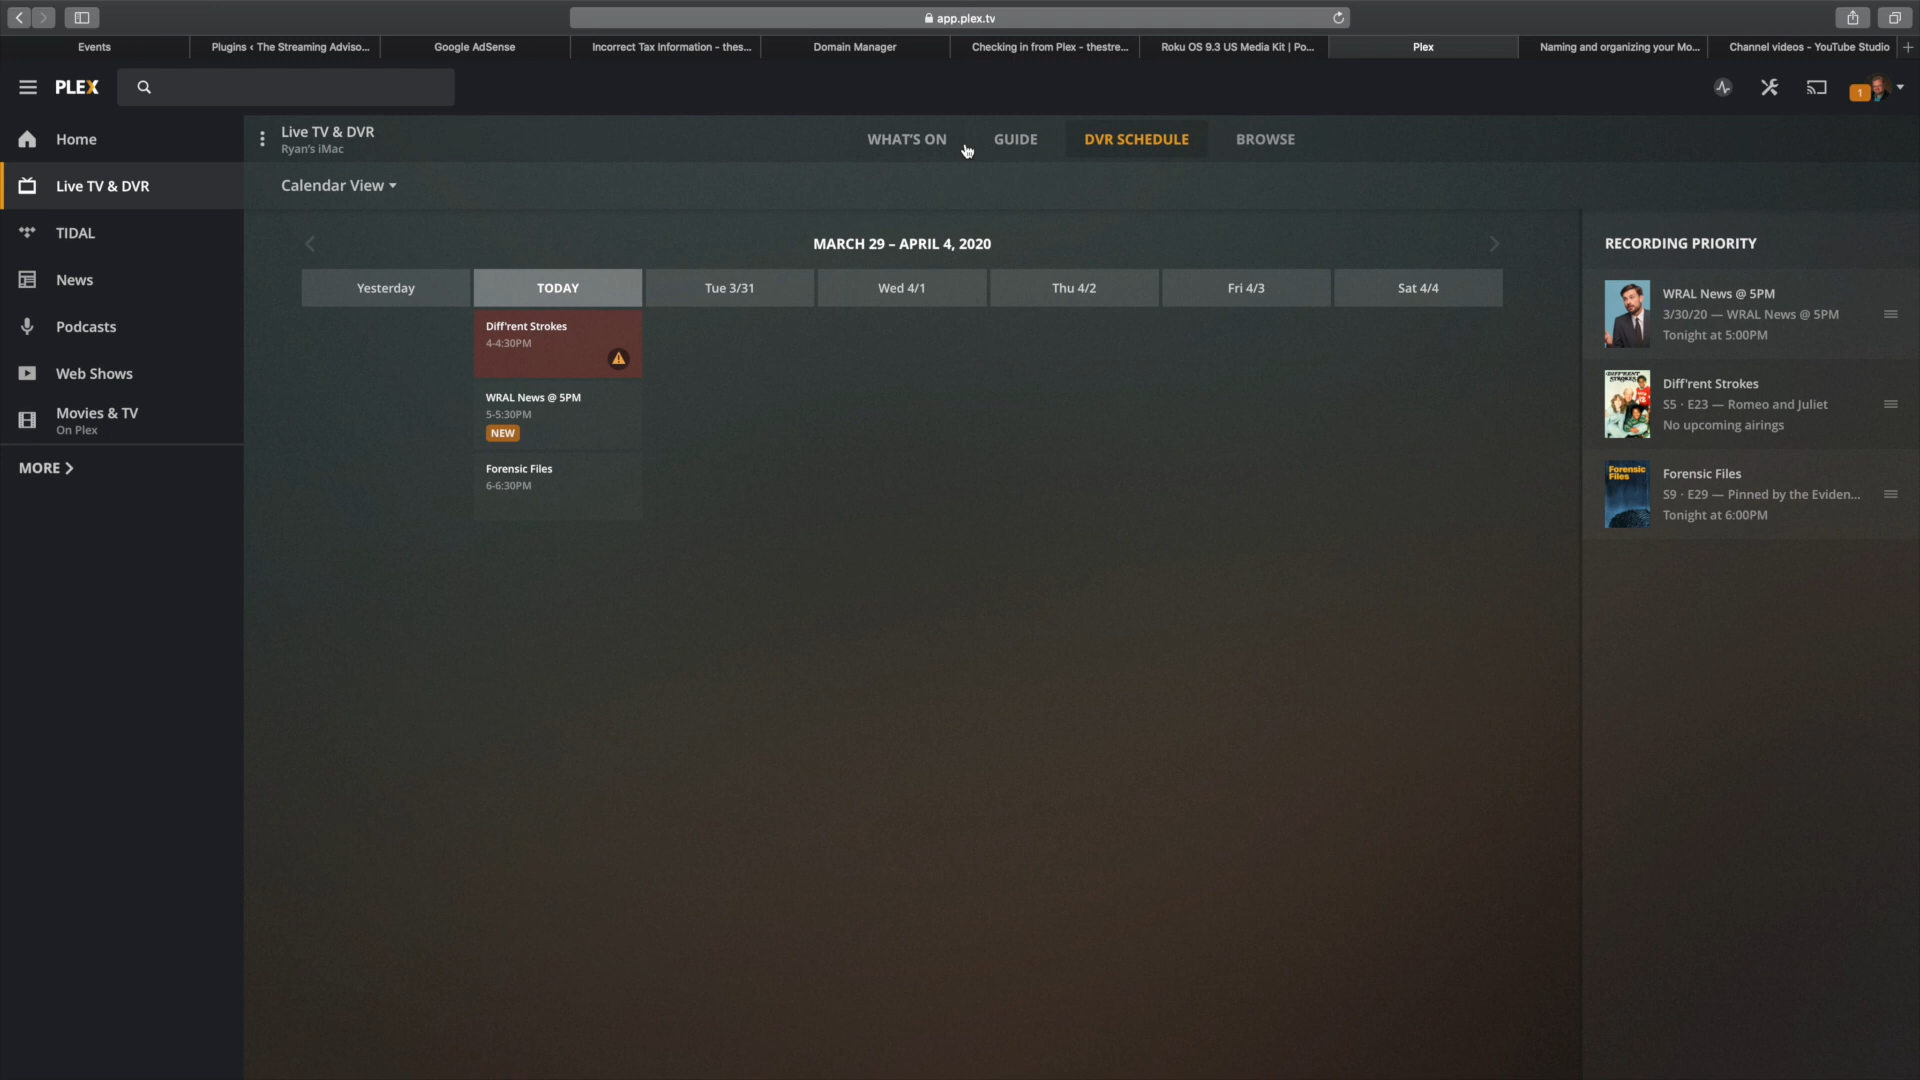 app.plex.tv
Events
Plugins < The Streaming Adviso...
Google AdSense
Incorrect Tax Information - thes...
Domain Manager
Checking in from Plex - thestre...
Roku OS 9.3 US Media Kit | Po...
Plex
Naming and organizing your Mo...
Channel videos - YouTube Studio
PLEX
1
Home
Live TV & DVR
TIDAL
News
Podcasts
Web Shows
Movies & TV
On Plex
MORE
Live TV & DVR
Ryan's iMac
WHAT'S ON
GUIDE
DVR SCHEDULE
BROWSE
Calendar View
MARCH 29 – APRIL 4, 2020
Yesterday
TODAY
Tue 3/31
Wed 4/1
Thu 4/2
Fri 4/3
Sat 4/4
Diff'rent Strokes
4-4:30PM
WRAL News @ 5PM
5-5:30PM
NEW
Forensic Files
6-6:30PM
RECORDING PRIORITY
WRAL News @ 5PM
3/30/20 — WRAL News @ 5PM
Tonight at 5:00PM
DIFF'RENT
STROKES
Diff'rent Strokes
S5 · E23 — Romeo and Juliet
No upcoming airings
Forensic
Files
Forensic Files
S9 · E29 — Pinned by the Eviden...
Tonight at 6:00PM